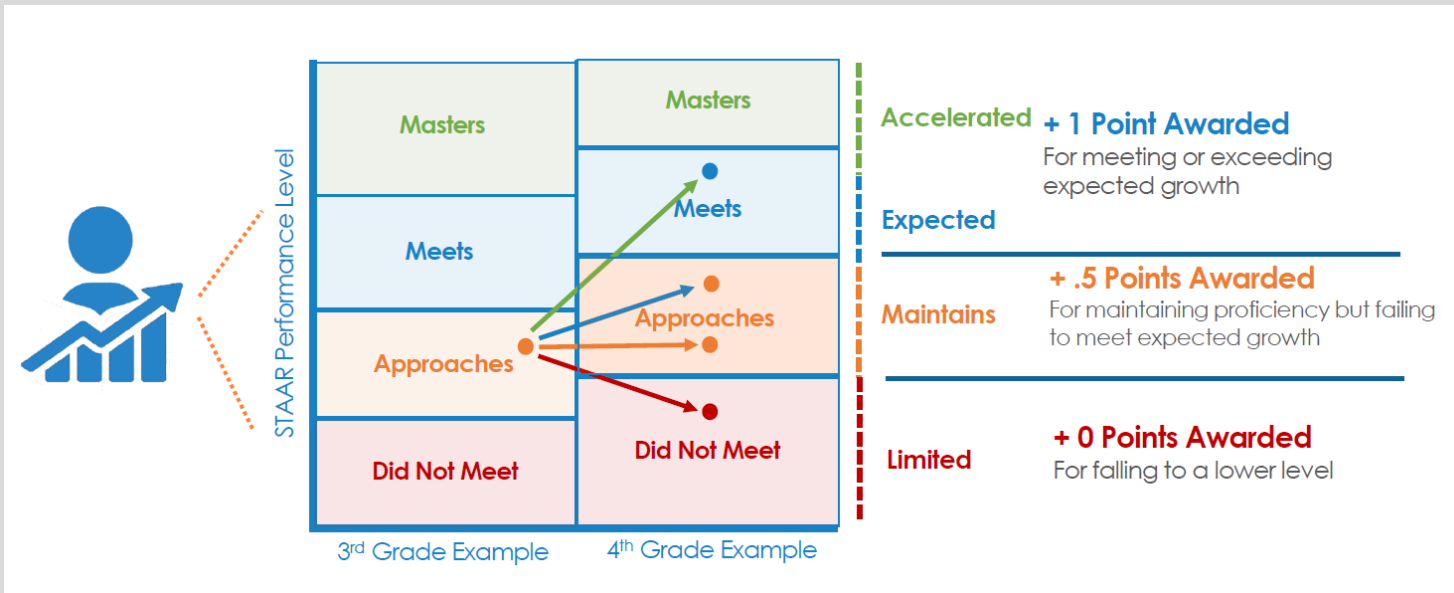 STAAR Performance Level
Masters
Meets
Approaches
Did Not Meet
3rd Grade Example
Masters
Meets
Approaches
Did Not Meet
4th Grade Example
Accelerated
+ 1 Point Awarded
For meeting or exceeding
expected growth
Expected
+ .5 Points Awarded
Maintains
For maintaining proficiency but failing
to meet expected growth
+ 0 Points Awarded
Limited
For falling to a lower level